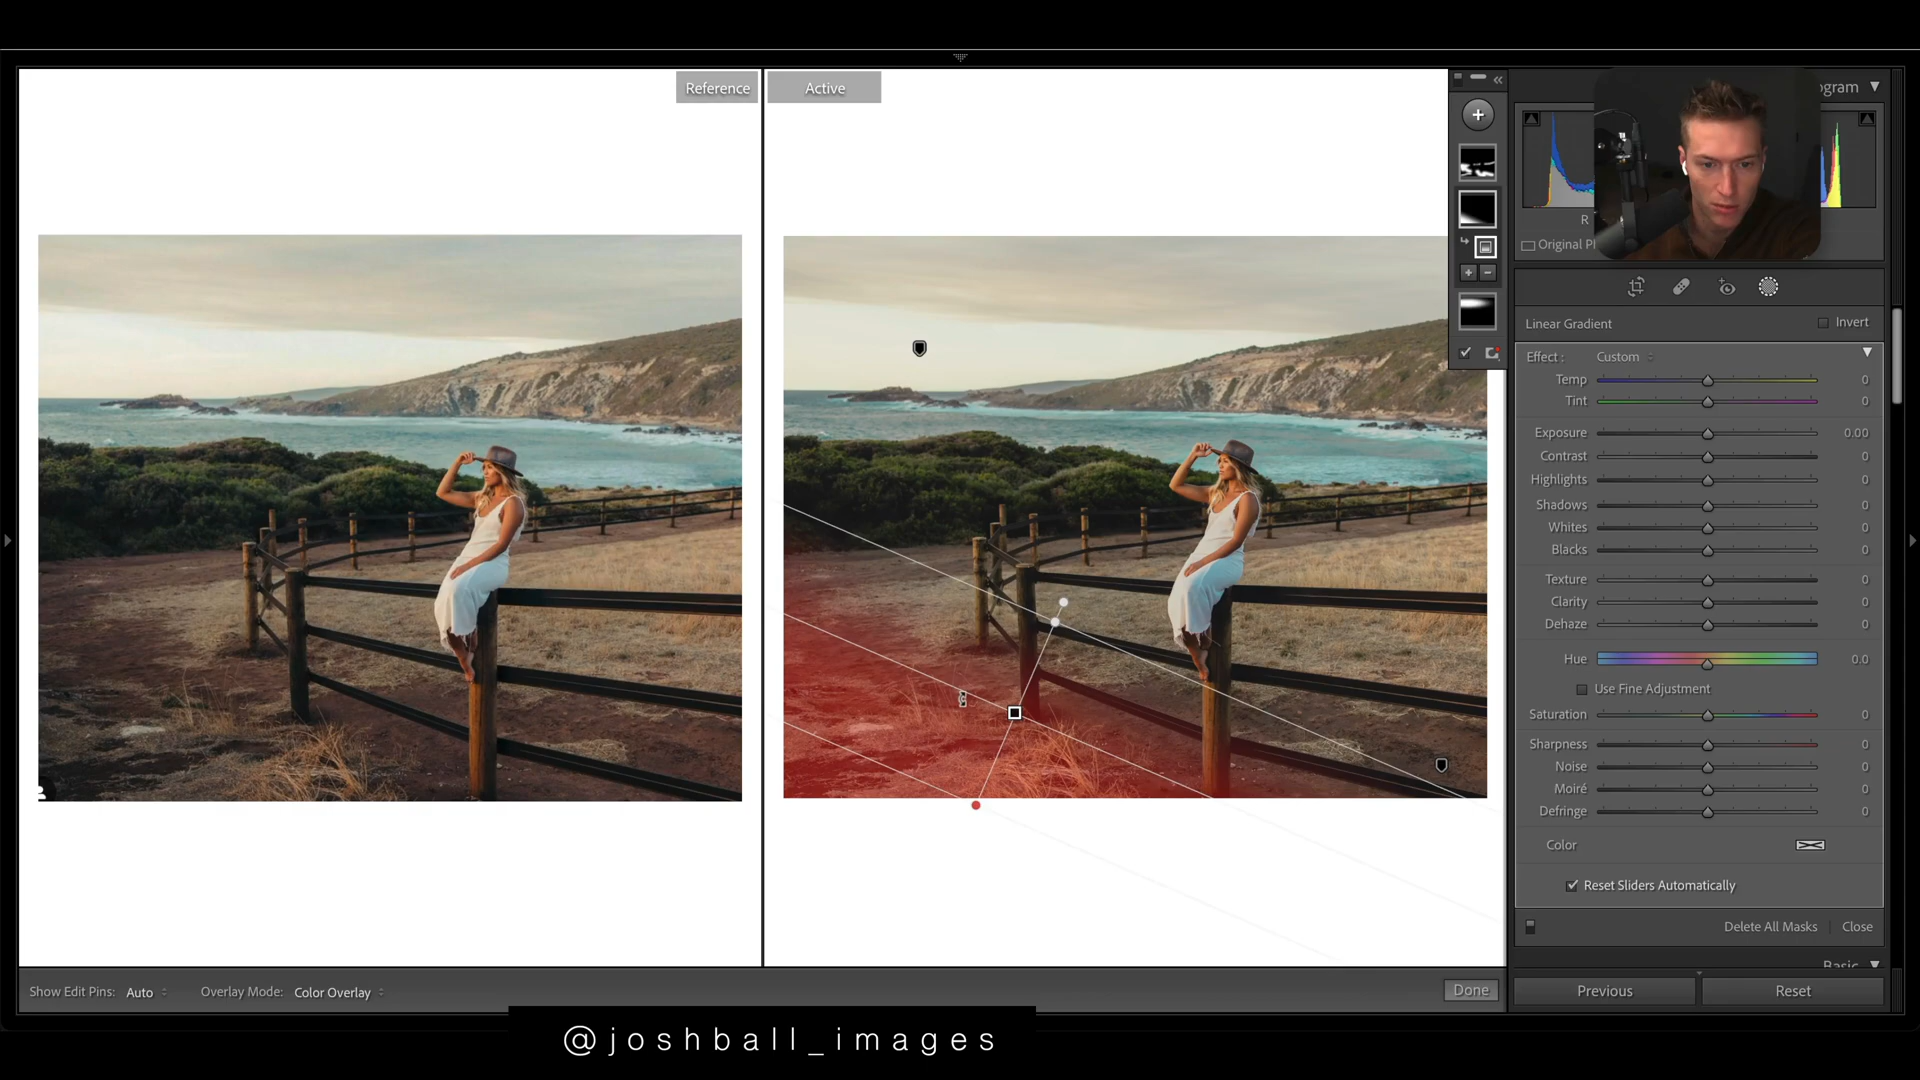 Reference
Active
ogram
R
Original P
Linear Gradient
Invert
Effect :
Custom
Temp
0
Tint
0
Exposure
0.00
Contrast
0
Highlights
0
Shadows
0
Whites
0
Blacks
0
Texture
0
Clarity
0
Dehaze
0
Hue
0.0
Use Fine Adjustment
Saturation
0
Sharpness
0
Noise
0
Moiré
0
Defringe
0
Color
Reset Sliders Automatically
Delete All Masks
Close
Basic
Previous
Reset
Show Edit Pins:
Auto
Overlay Mode:
Color Overlay
Done
@joshball_images